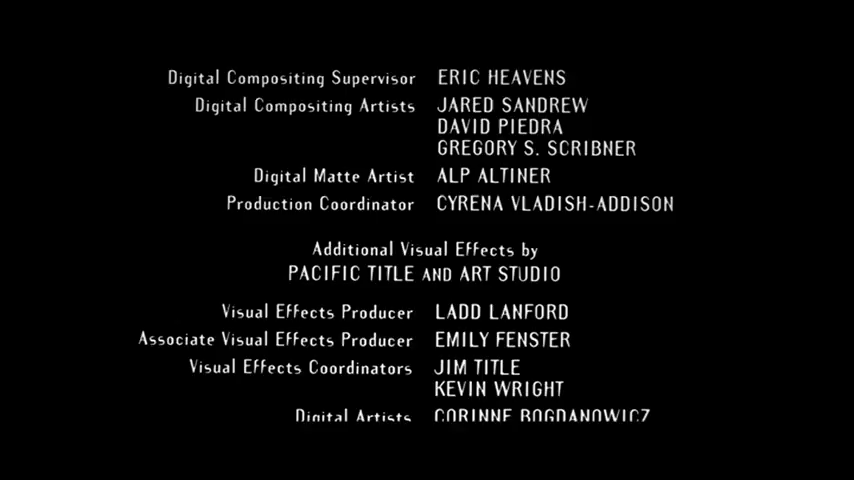 Digital Compositing Supervisor ERIC HEAVENS
Digital Compositing Artists JARED SANDREW
DAVID PIEDRA
GREGORY S. SCRIBNER
Digital Matte Artist ALP ALTINER
Production Coordinator CYRENA VLADISH-ADDISON
Additional Visual Effects by
PACIFIC TITLE AND ART STUDIO
Visual Effects Producer LADD LANFORD
Associate Visual Effects Producer EMILY FENSTER
Visual Effects Coordinators JIM TITLE
KEVIN WRIGHT
Digital Artists CORINNE BOGDANOWICZ